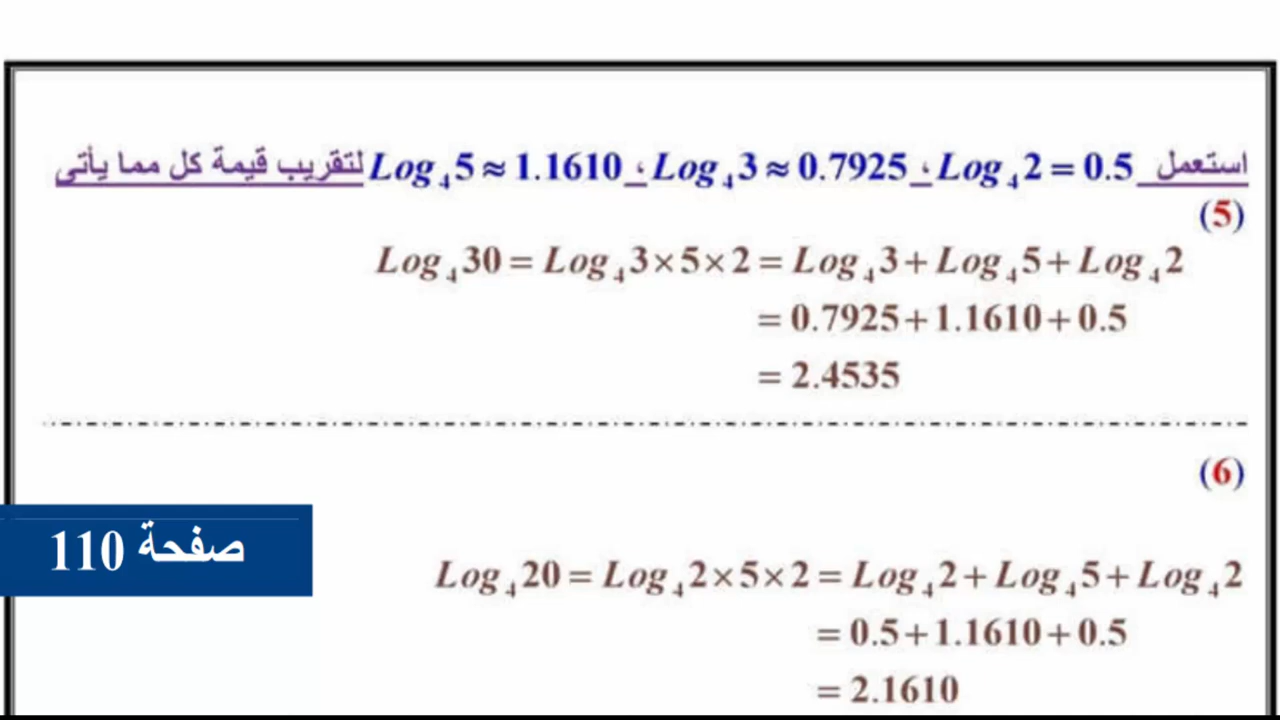 استعمل Log₄2 = 0.5 ، Log₄3 ≈ 0.7925 ، Log₄5 ≈ 1.1610 لتقريب قيمة كل مما يأتى
(5)
Log₄30 = Log₄3×5×2 = Log₄3+Log₄5+Log₄2
= 0.7925+1.1610+0.5
= 2.4535
(6)
صفحة 110
Log₄20 = Log₄2×5×2 = Log₄2+Log₄5+Log₄2
= 0.5+1.1610+0.5
= 2.1610